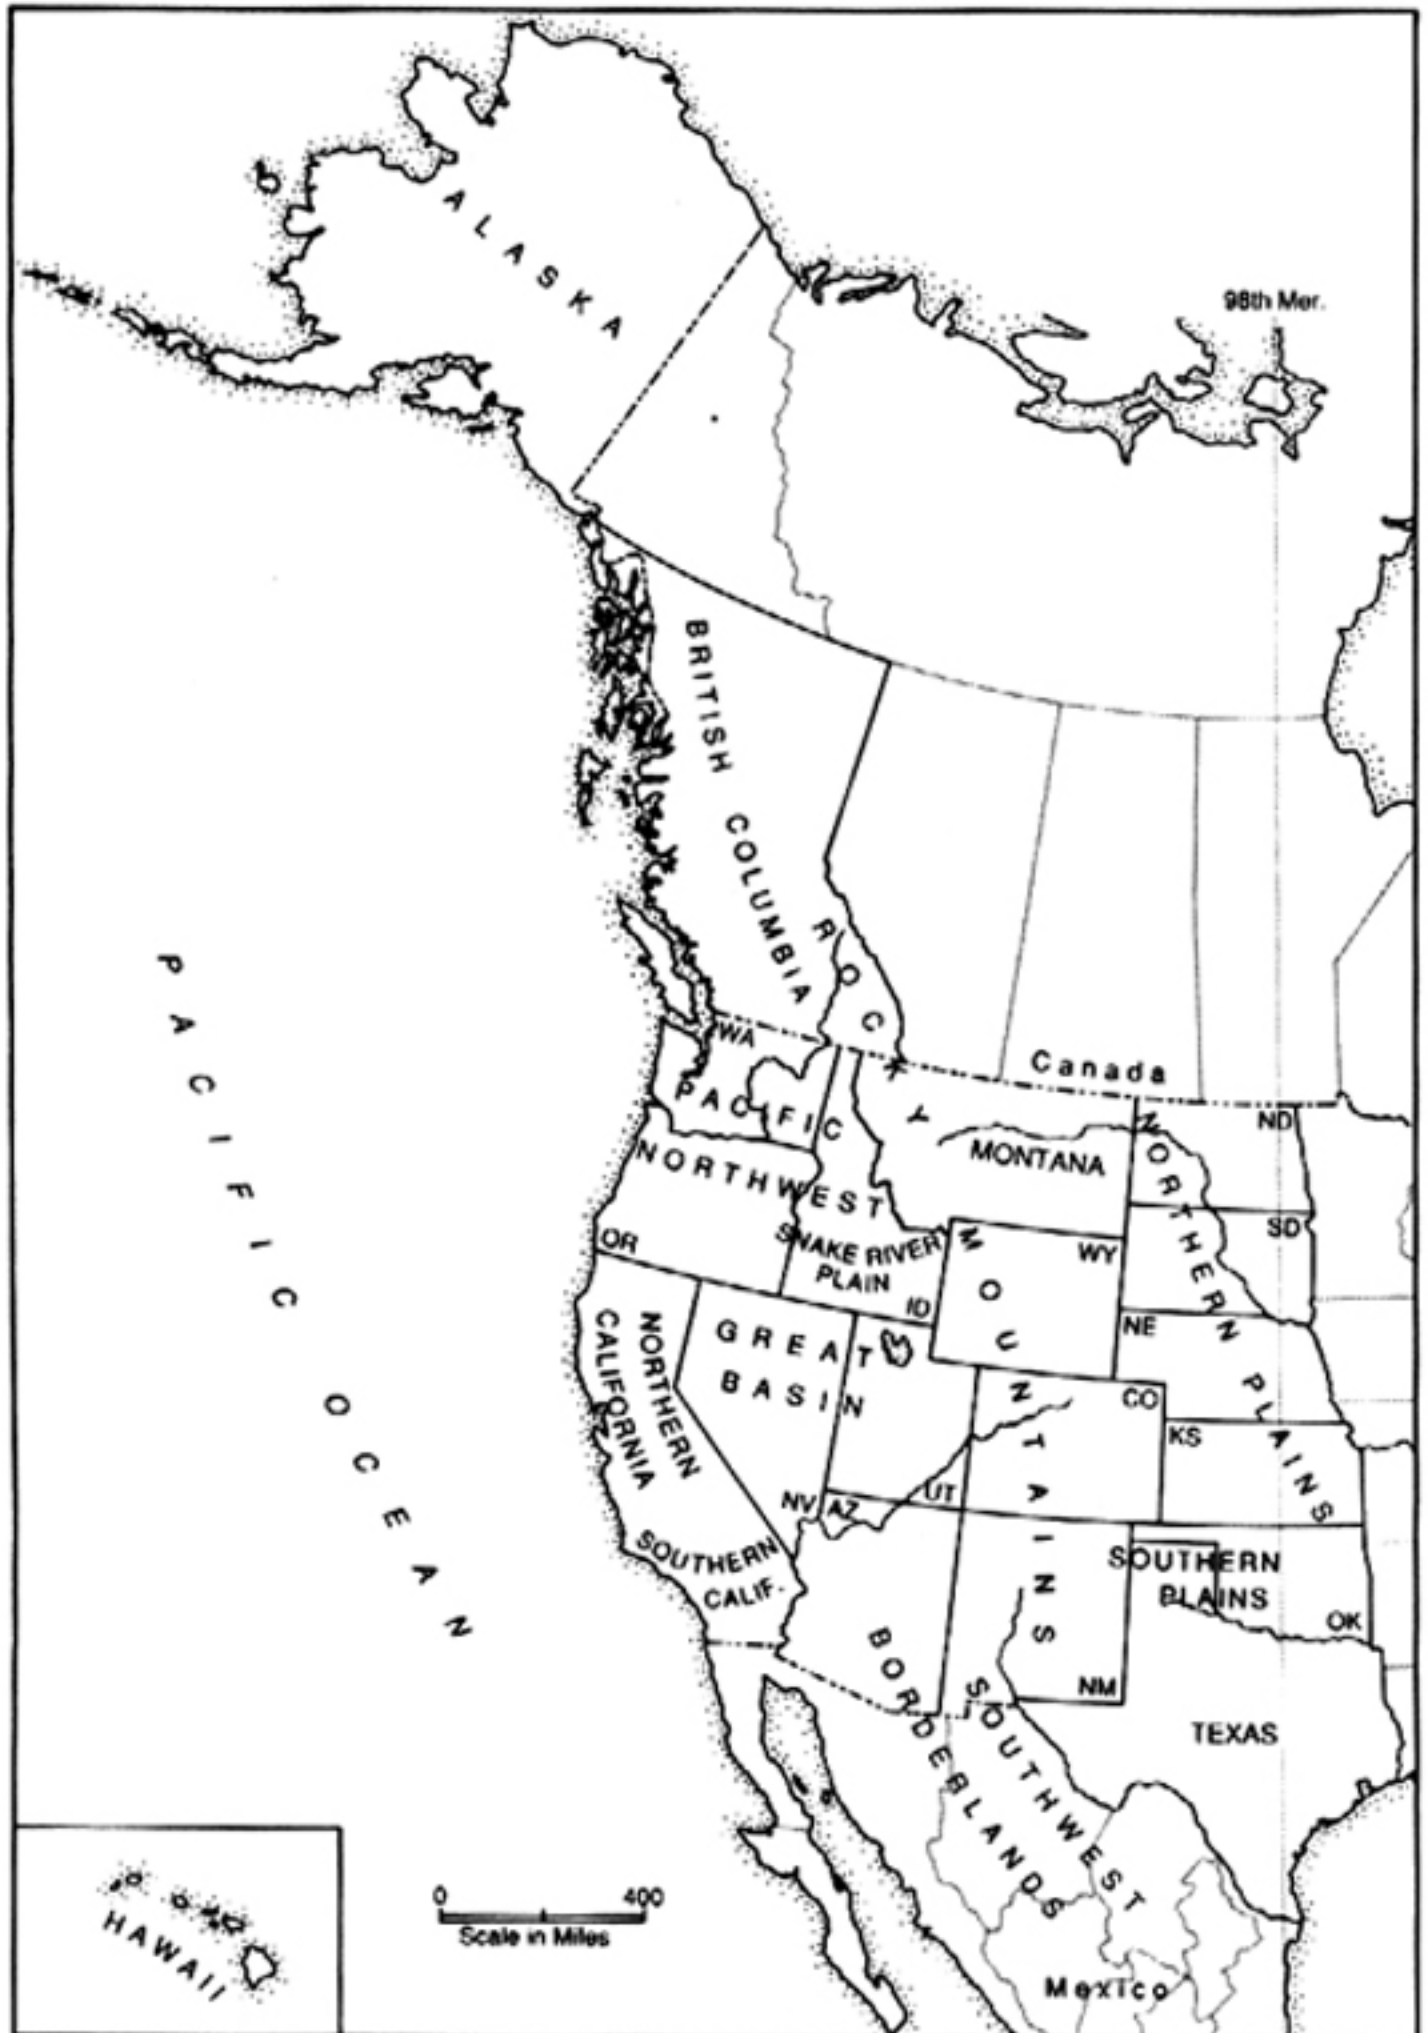 ALASKA
98th Mer.
BRITISH COLUMBIA
ROCKY MOUNTAINS
PACIFIC OCEAN
WA
Canada
PACIFIC
NORTHWEST
MONTANA
ND
NORTHERN PLAINS
SD
OR
SNAKE RIVER
PLAIN
ID
WY
NE
NORTHERN
CALIFORNIA
GREAT
BASIN
CO
KS
NV
AZ
UT
SOUTHERN
CALIF.
SOUTHERN
PLAINS
OK
NM
TEXAS
SOUTHWEST
BORDERLANDS
Mexico
HAWAII
0 400
Scale in Miles